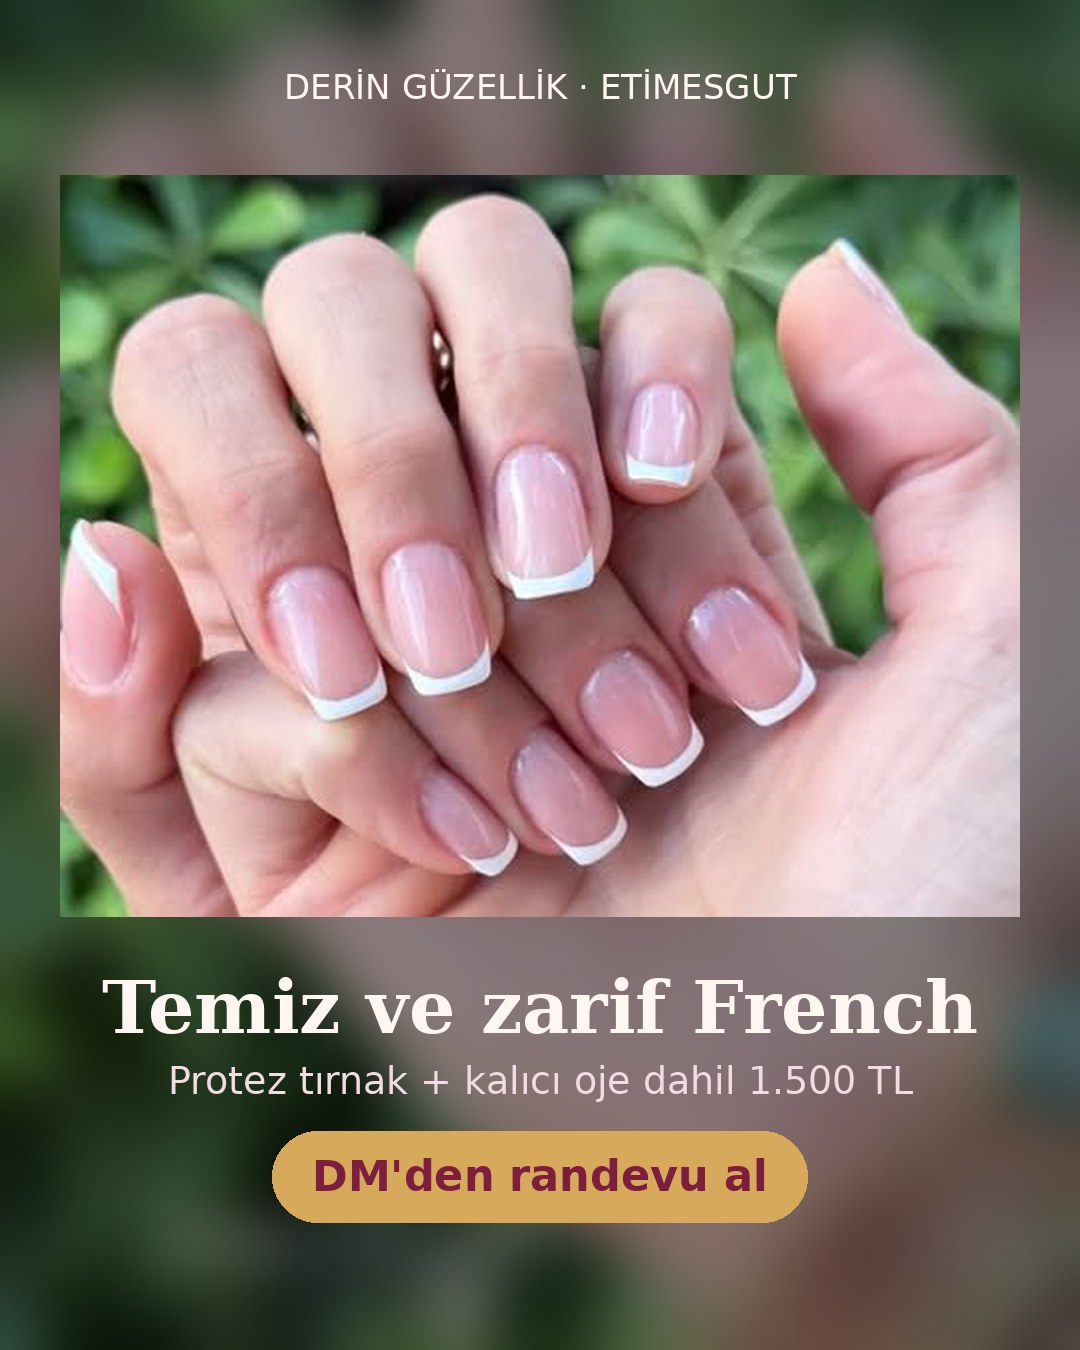 DERİN GÜZELLİK · ETİMESGUT
Temiz ve zarif French
Protez tırnak + kalıcı oje dahil 1.500 TL
DM'den randevu al